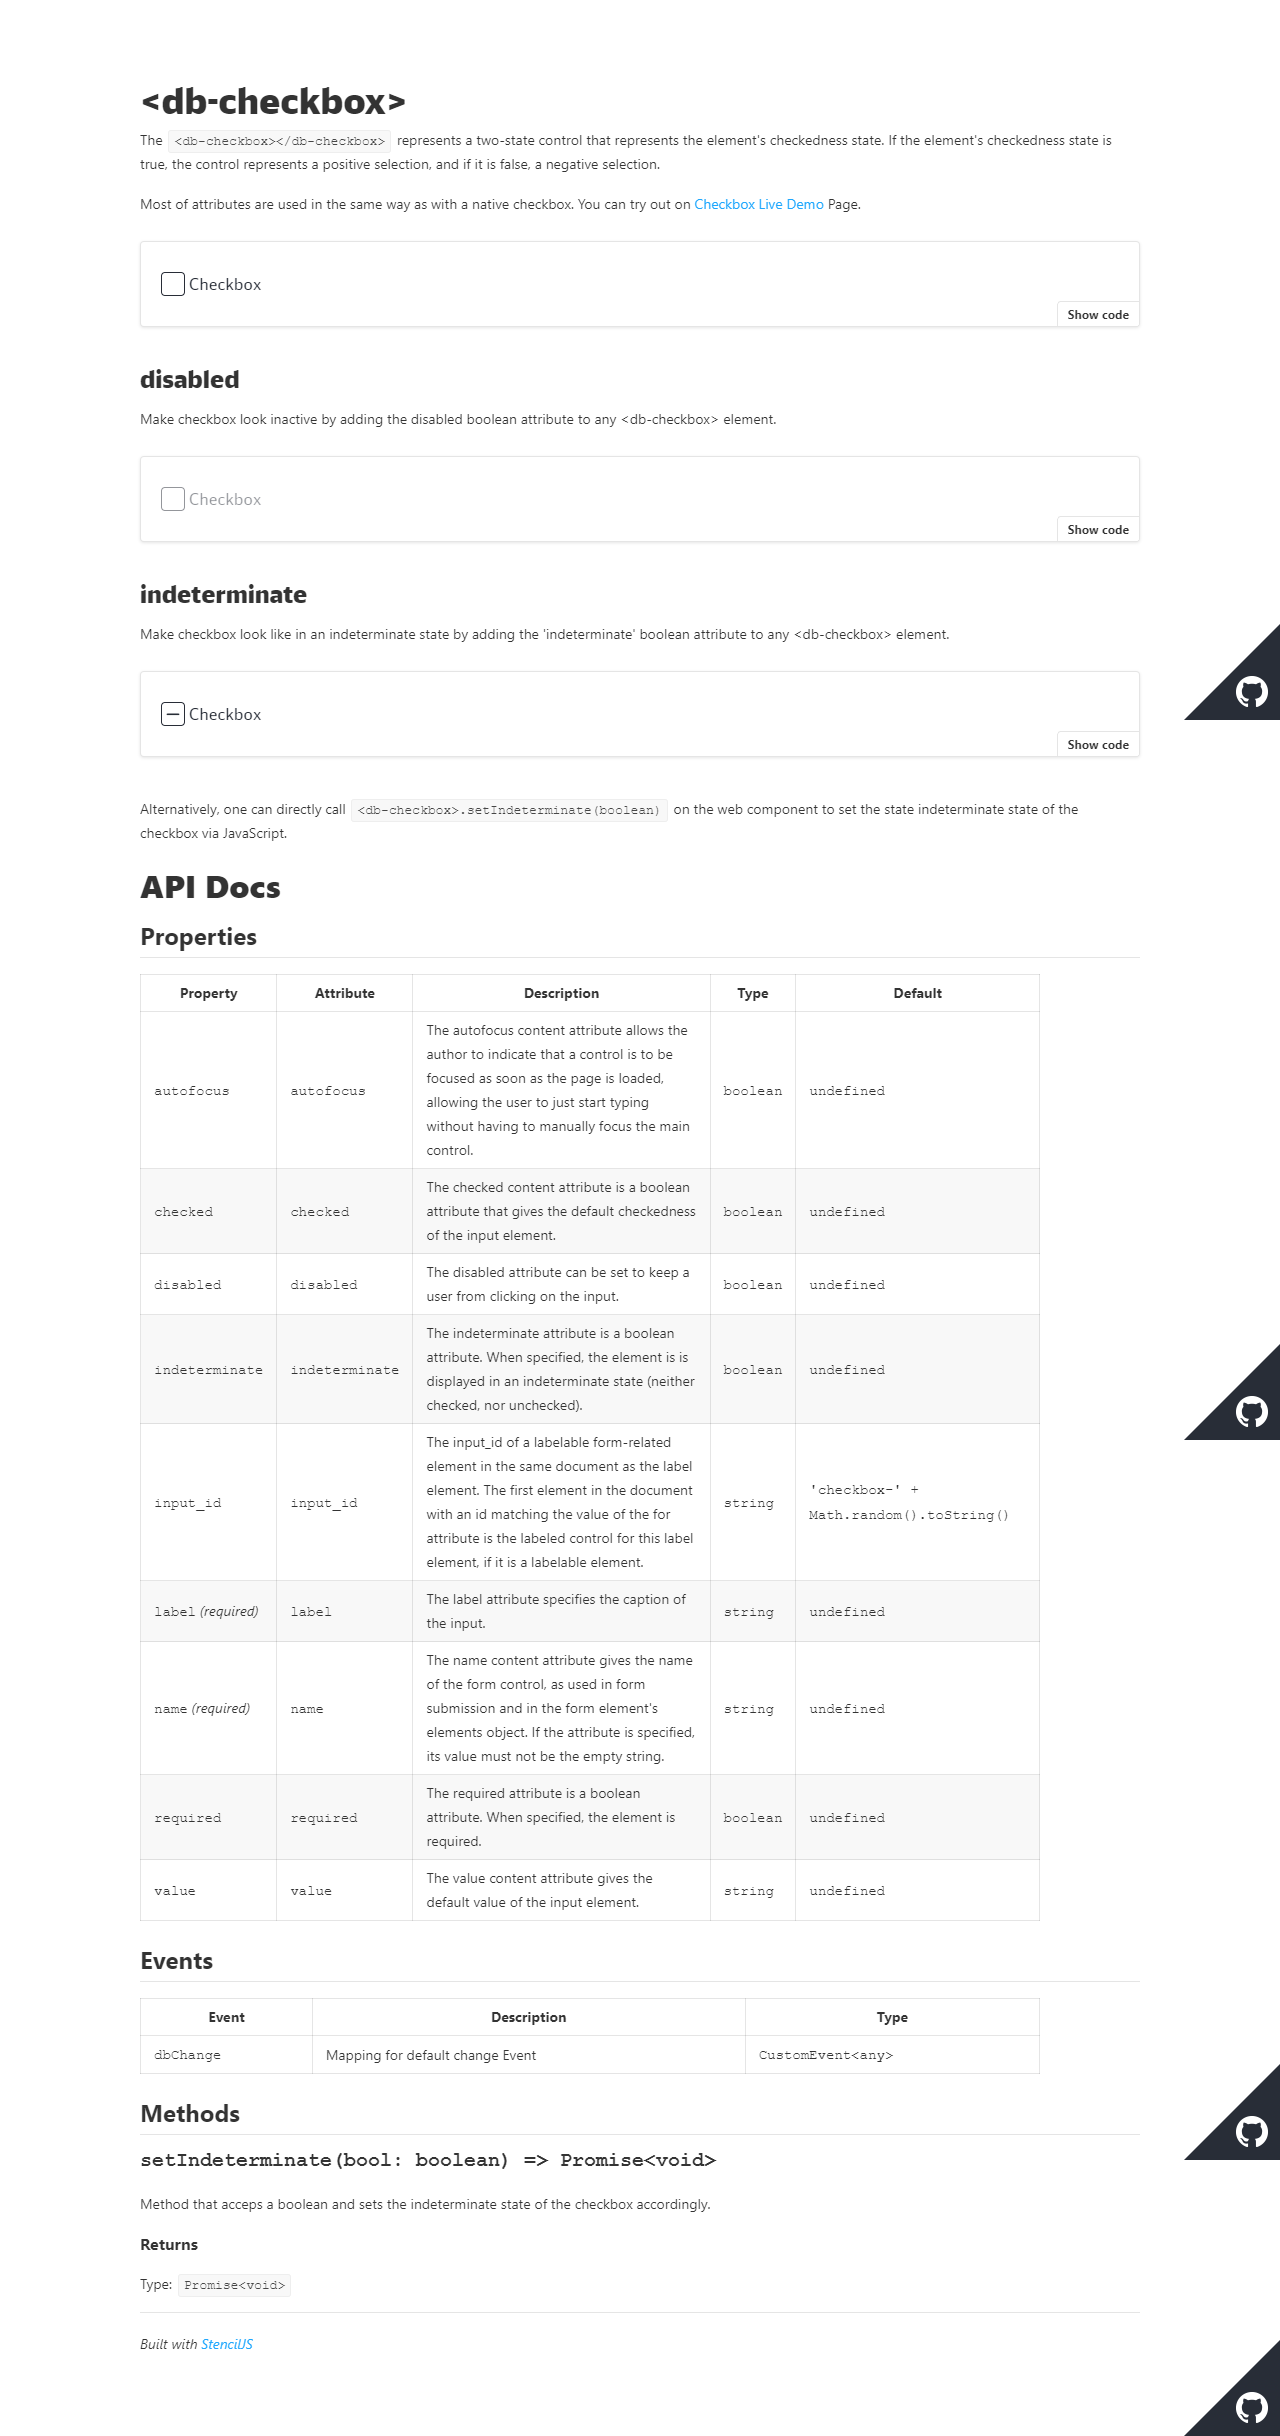 <db-checkbox>
The <db-checkbox></db-checkbox> represents a two-state control that represents the element's checkedness state. If the element's checkedness state is
true, the control represents a positive selection, and if it is false, a negative selection.
Most of attributes are used in the same way as with a native checkbox. You can try out on Checkbox Live Demo Page.
Checkbox
Show code
disabled
Make checkbox look inactive by adding the disabled boolean attribute to any <db-checkbox> element.
Checkbox
Show code
indeterminate
Make checkbox look like in an indeterminate state by adding the 'indeterminate' boolean attribute to any <db-checkbox> element.
Checkbox
Show code
Alternatively, one can directly call <db-checkbox>.setIndeterminate(boolean) on the web component to set the state indeterminate state of the
checkbox via JavaScript.
API Docs
Properties
Property Attribute Description Type Default
The autofocus content attribute allows the
author to indicate that a control is to be
focused as soon as the page is loaded,
autofocus autofocus boolean undefined
allowing the user to just start typing
without having to manually focus the main
control.
The checked content attribute is a boolean
checked checked attribute that gives the default checkedness boolean undefined
of the input element.
disabled disabled The disabled attribute can be set to keep a boolean undefined
user from clicking on the input.
The indeterminate attribute is a boolean
attribute. When specified, the element is is
indeterminate indeterminate boolean undefined
displayed in an indeterminate state (neither
checked, nor unchecked).
The input_id of a labelable form-related
element in the same document as the label
element. The first element in the document
input_id input_id string 'checkbox-' +
Math.random().toString()
with an id matching the value of the for
attribute is the labeled control for this label
element, if it is a labelable element.
label (required) label The label attribute specifies the caption of string undefined
the input.
The name content attribute gives the name
of the form control, as used in form
name (required) name submission and in the form element's string undefined
elements object. If the attribute is specified,
its value must not be the empty string.
The required attribute is a boolean
required required attribute. When specified, the element is boolean undefined
required.
value value The value content attribute gives the string undefined
default value of the input element.
Events
Event Description Type
dbChange Mapping for default change Event CustomEvent<any>
Methods
setIndeterminate(bool: boolean) => Promise<void>
Method that acceps a boolean and sets the indeterminate state of the checkbox accordingly.
Returns
Type: Promise<void>
Built with StencilJS